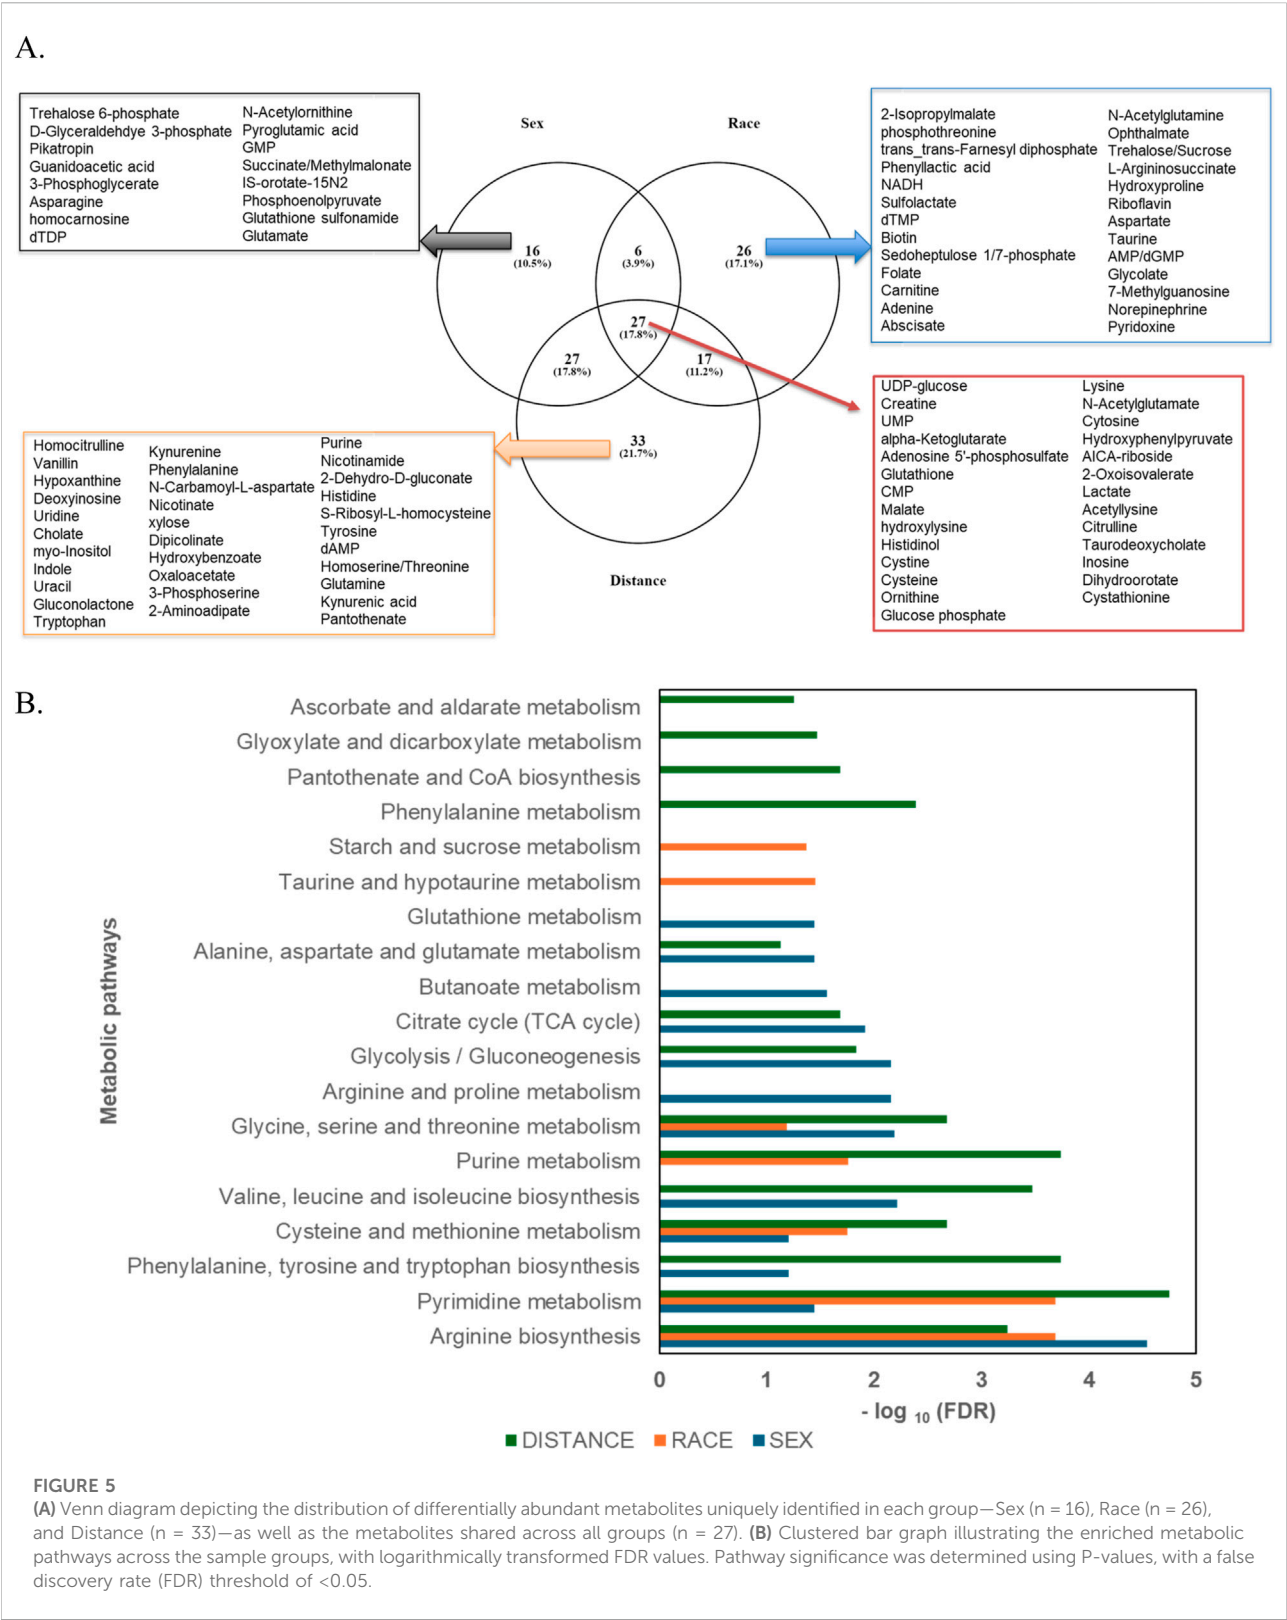 A.
Trehalose 6-phosphate
D-Glyceraldehdye 3-phosphate
Pikatropin
Guanidoacetic acid
3-Phosphoglycerate
Asparagine
homocarnosine
dTDP
N-Acetylornithine
Pyroglutamic acid
GMP
Succinate/Methylmalonate
IS-orotate-15N2
Phosphoenolpyruvate
Glutathione sulfonamide
Glutamate
Sex
Race
16
(10.5%)
6
(3.9%)
26
(17.1%)
27
(17.8%)
27
(17.8%)
17
(11.2%)
33
(21.7%)
Distance
2-Isopropylmalate
phosphothreonine
trans_trans-Farnesyl diphosphate
Phenyllactic acid
NADH
Sulfolactate
dTMP
Biotin
Sedoheptulose 1/7-phosphate
Folate
Carnitine
Adenine
Abscisate
N-Acetylglutamine
Ophthalmate
Trehalose/Sucrose
L-Argininosuccinate
Hydroxyproline
Riboflavin
Aspartate
Taurine
AMP/dGMP
Glycolate
7-Methylguanosine
Norepinephrine
Pyridoxine
Homocitrulline
Vanillin
Hypoxanthine
Deoxyinosine
Uridine
Cholate
myo-Inositol
Indole
Uracil
Gluconolactone
Tryptophan
Kynurenine
Phenylalanine
N-Carbamoyl-L-aspartate
Nicotinate
xylose
Dipicolinate
Hydroxybenzoate
Oxaloacetate
3-Phosphoserine
2-Aminoadipate
Purine
Nicotinamide
2-Dehydro-D-gluconate
Histidine
S-Ribosyl-L-homocysteine
Tyrosine
dAMP
Homoserine/Threonine
Glutamine
Kynurenic acid
Pantothenate
UDP-glucose
Creatine
UMP
alpha-Ketoglutarate
Adenosine 5'-phosphosulfate
Glutathione
CMP
Malate
hydroxylysine
Histidinol
Cystine
Cysteine
Ornithine
Glucose phosphate
Lysine
N-Acetylglutamate
Cytosine
Hydroxyphenylpyruvate
AICA-riboside
2-Oxoisovalerate
Lactate
Acetyllysine
Citrulline
Taurodeoxycholate
Inosine
Dihydroorotate
Cystathionine
B.
Metabolic pathways
Ascorbate and aldarate metabolism
Glyoxylate and dicarboxylate metabolism
Pantothenate and CoA biosynthesis
Phenylalanine metabolism
Starch and sucrose metabolism
Taurine and hypotaurine metabolism
Glutathione metabolism
Alanine, aspartate and glutamate metabolism
Butanoate metabolism
Citrate cycle (TCA cycle)
Glycolysis / Gluconeogenesis
Arginine and proline metabolism
Glycine, serine and threonine metabolism
Purine metabolism
Valine, leucine and isoleucine biosynthesis
Cysteine and methionine metabolism
Phenylalanine, tyrosine and tryptophan biosynthesis
Pyrimidine metabolism
Arginine biosynthesis
0 1 2 3 4 5
- log 10 (FDR)
DISTANCE RACE SEX
FIGURE 5
(A) Venn diagram depicting the distribution of differentially abundant metabolites uniquely identified in each group—Sex (n = 16), Race (n = 26),
and Distance (n = 33)—as well as the metabolites shared across all groups (n = 27). (B) Clustered bar graph illustrating the enriched metabolic
pathways across the sample groups, with logarithmically transformed FDR values. Pathway significance was determined using P-values, with a false
discovery rate (FDR) threshold of <0.05.